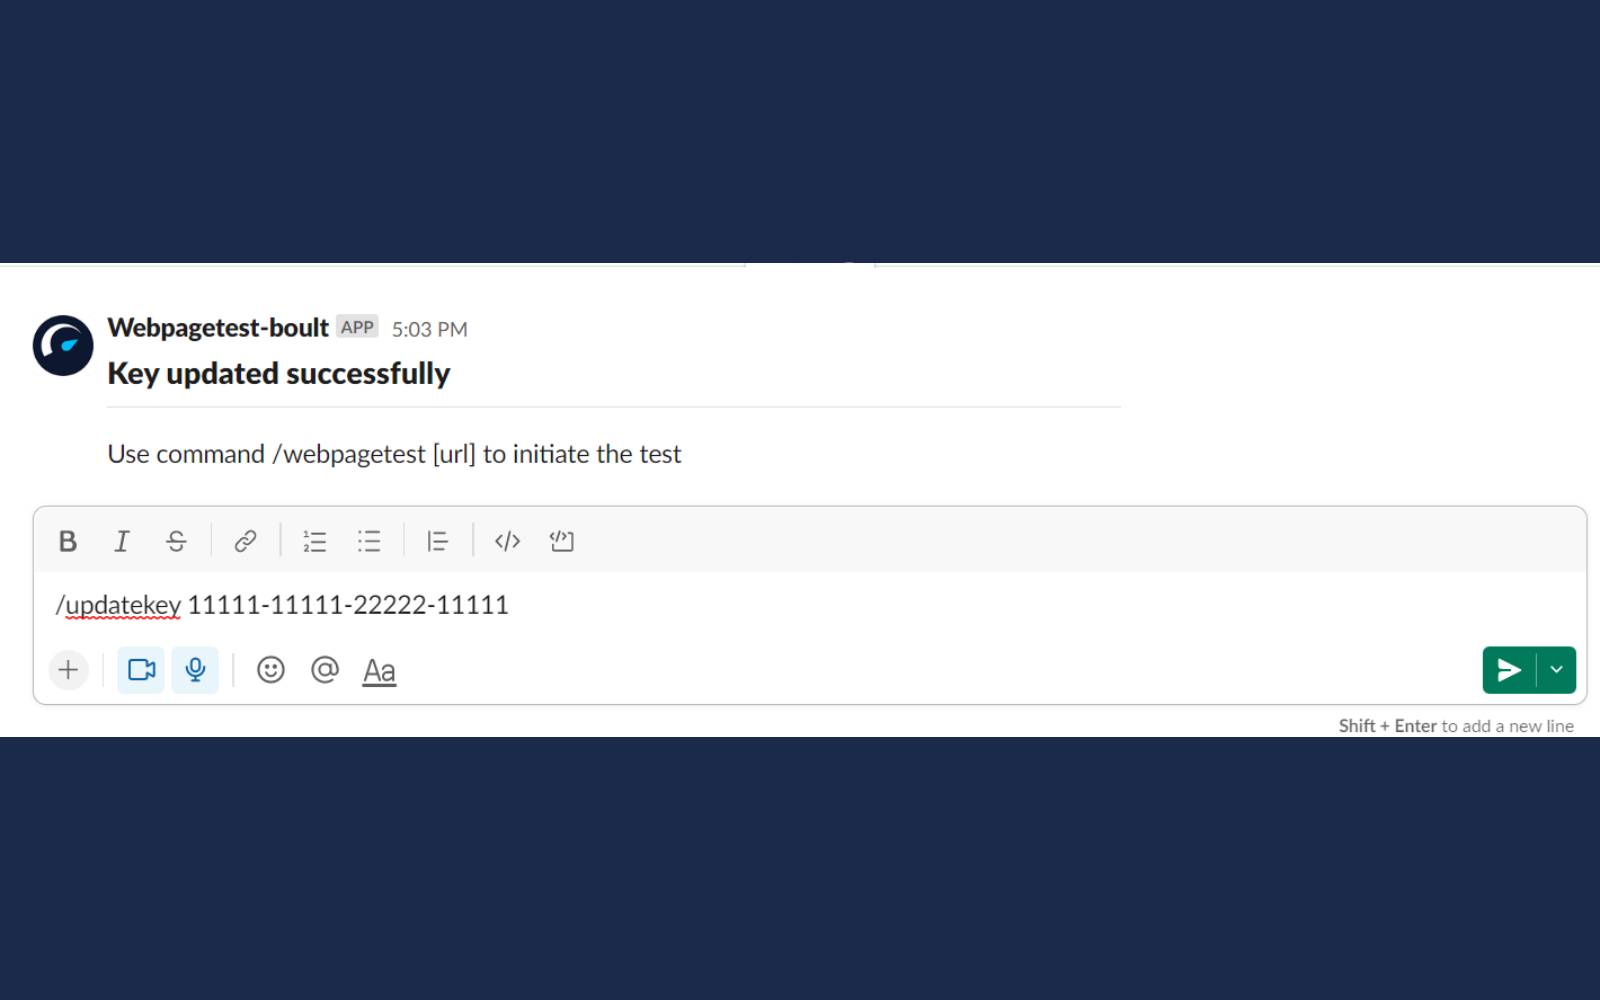 Webpagetest-boult APP 5:03 PM
Key updated successfully
Use command /webpagetest [url] to initiate the test
B I S
/updatekey 11111-11111-22222-11111
Aa
Shift + Enter to add a new line